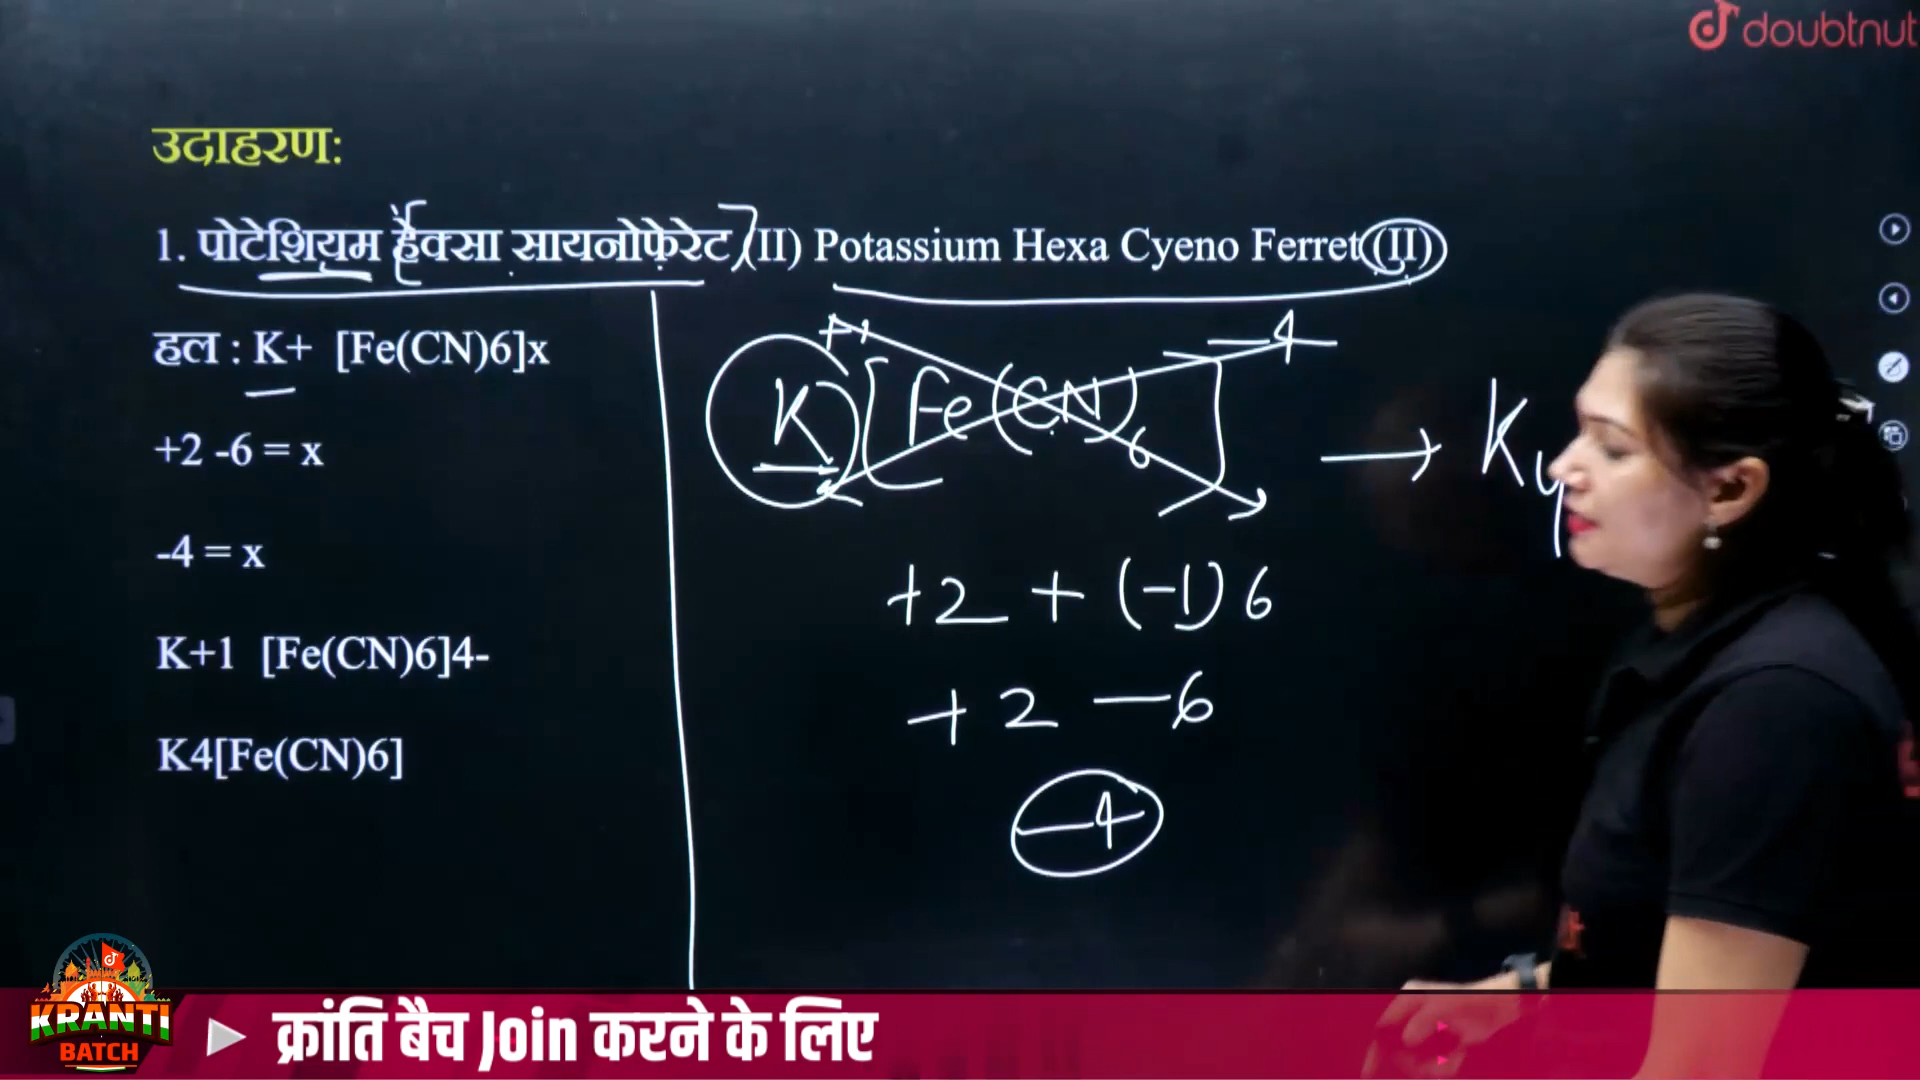 doubtnut
उदाहरण:
1. पोटेशियम हैक्सा सायनोफ़ेरेट (II) Potassium Hexa Cyeno Ferret (II)
हल : K+ [Fe(CN)6]x
+2 -6 = x
-4 = x
K+1 [Fe(CN)6]4-
K4[Fe(CN)6]
+1 -4
K [Fe(CN)6] → K4
+2 + (-1) 6
+ 2 - 6
-4
KRANTI
BATCH
क्रांति बैच Join करने के लिए